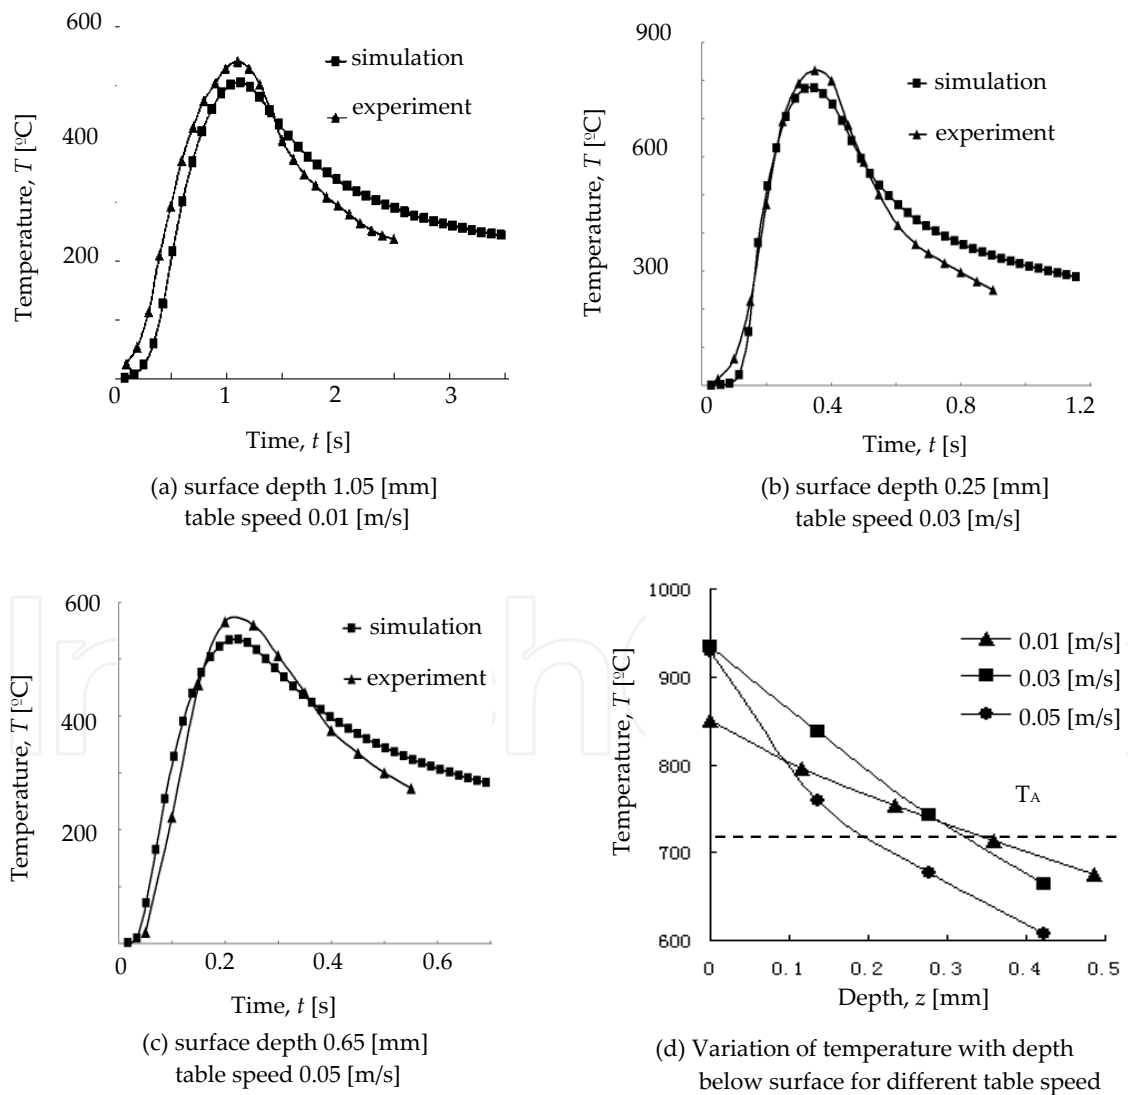 600
400
200
0
1
2
3
Temperature, T [ºC]
Time, t [s]
simulation
experiment
(a) surface depth 1.05 [mm]
table speed 0.01 [m/s]
900
600
300
0
0.4
0.8
1.2
Temperature, T [ºC]
Time, t [s]
simulation
experiment
(b) surface depth 0.25 [mm]
table speed 0.03 [m/s]
600
400
200
0
0.2
0.4
0.6
Temperature, T [ºC]
Time, t [s]
simulation
experiment
(c) surface depth 0.65 [mm]
table speed 0.05 [m/s]
1000
900
800
700
600
0
0.1
0.2
0.3
0.4
0.5
Temperature, T [ºC]
Depth, z [mm]
0.01 [m/s]
0.03 [m/s]
0.05 [m/s]
TA
(d) Variation of temperature with depth
below surface for different table speed